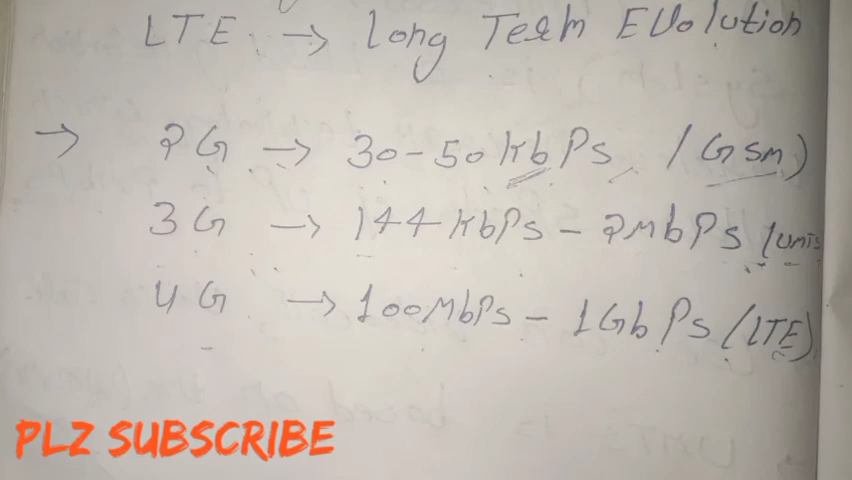 LTE → Long Term EVolution
→ 2G → 30-50 kbPs (GSm)
3G → 144 kbPs - 2MbPs (UMTS
4G → 100MbPs - 1GbPs (LTE)
PLZ SUBSCRIBE